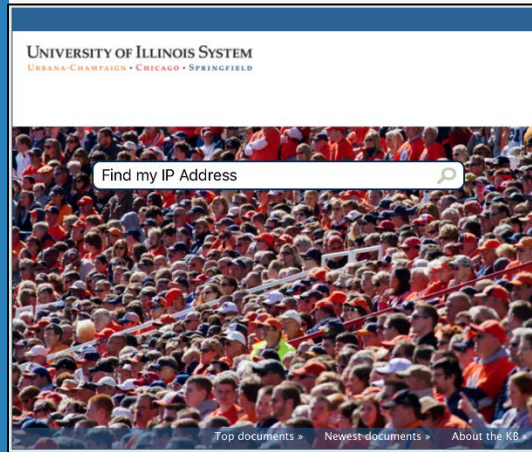 UNIVERSITY OF ILLINOIS SYSTEM
URBANA-CHAMPAIGN • CHICAGO • SPRINGFIELD
Find my IP Address
Top documents » Newest documents » About the KB »